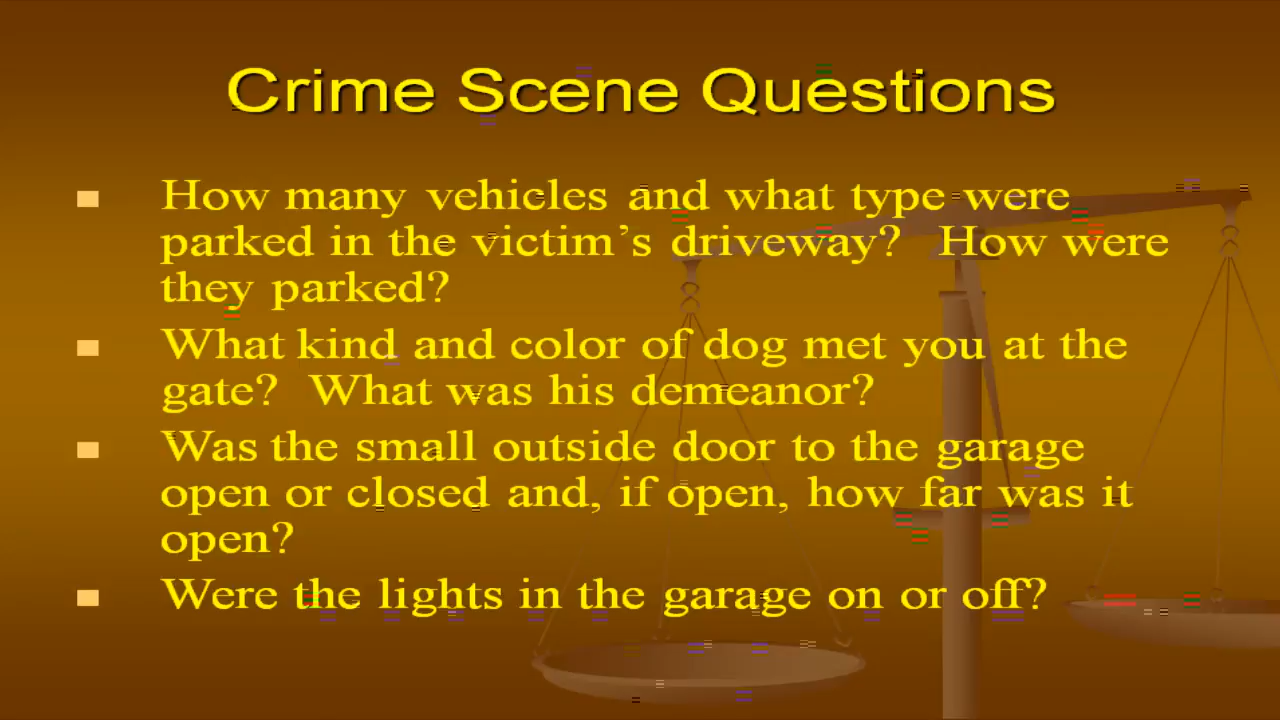 Crime Scene Questions
How many vehicles and what type were
parked in the victim's driveway?  How were
they parked?
What kind and color of dog met you at the
gate?  What was his demeanor?
Was the small outside door to the garage
open or closed and, if open, how far was it
open?
Were the lights in the garage on or off?